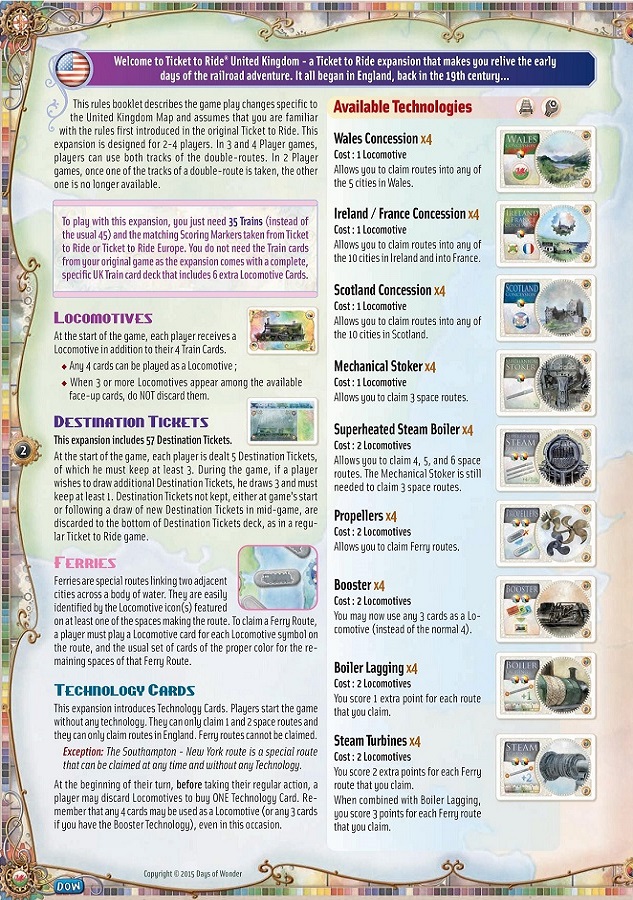 Welcome to Ticket to Ride® United Kingdom - a Ticket to Ride expansion that makes you relive the early
days of the railroad adventure. It all began in England, back in the 19th century...
This rules booklet describes the game play changes specific to
the United Kingdom Map and assumes that you are familiar
with the rules first introduced in the original Ticket to Ride. This
expansion is designed for 2-4 players. In 3 and 4 Player games,
players can use both tracks of the double-routes. In 2 Player
games, once one of the tracks of a double-route is taken, the other
one is no longer available.
To play with this expansion, you just need 35 Trains (instead of
the usual 45) and the matching Scoring Markers taken from Ticket
to Ride or Ticket to Ride Europe. You do not need the Train cards
from your original game as the expansion comes with a complete,
specific UK Train card deck that includes 6 extra Locomotive Cards.
Locomotives
At the start of the game, each player receives a
Locomotive in addition to their 4 Train Cards.
◆ Any 4 cards can be played as a Locomotive ;
◆ When 3 or more Locomotives appear among the available
face-up cards, do NOT discard them.
Destination Tickets
This expansion includes 57 Destination Tickets.
At the start of the game, each player is dealt 5 Destination Tickets,
of which he must keep at least 3. During the game, if a player
wishes to draw additional Destination Tickets, he draws 3 and must
keep at least 1. Destination Tickets not kept, either at game's start
or following a draw of new Destination Tickets in mid-game, are
discarded to the bottom of Destination Tickets deck, as in a regu-
lar Ticket to Ride game.
2
Ferries
Ferries are special routes linking two adjacent
cities across a body of water. They are easily
identified by the Locomotive icon(s) featured
on at least one of the spaces making the route. To claim a Ferry Route,
a player must play a Locomotive card for each Locomotive symbol on
the route, and the usual set of cards of the proper color for the re-
maining spaces of that Ferry Route.
Technology Cards
This expansion introduces Technology Cards. Players start the game
without any technology. They can only claim 1 and 2 space routes and
they can only claim routes in England. Ferry routes cannot be claimed.
Exception: The Southampton - New York route is a special route
that can be claimed at any time and without any Technology.
At the beginning of their turn, before taking their regular action, a
player may discard Locomotives to buy ONE Technology Card. Re-
member that any 4 cards may be used as a Locomotive (or any 3 cards
if you have the Booster Technology), even in this occasion.
Available Technologies
Wales Concession x4
Cost : 1 Locomotive
Allows you to claim routes into any of
the 5 cities in Wales.
WALES
CONCESSION
Ireland / France Concession x4
Cost : 1 Locomotive
Allows you to claim routes into any of
the 10 cities in Ireland and into France.
IRELAND
& FRANCE
CONCESSION
Scotland Concession x4
Cost : 1 Locomotive
Allows you to claim routes into any of
the 10 cities in Scotland.
SCOTLAND
CONCESSION
Mechanical Stoker x4
Cost : 1 Locomotive
Allows you to claim 3 space routes.
STOKER
Superheated Steam Boiler x4
Cost : 2 Locomotives
Allows you to claim 4, 5, and 6 space
routes. The Mechanical Stoker is still
needed to claim 3 space routes.
STEAM
Propellers x4
Cost : 2 Locomotives
Allows you to claim Ferry routes.
PROPELLERS
Booster x4
Cost : 2 Locomotives
You may now use any 3 cards as a Lo-
comotive (instead of the normal 4).
BOOSTER
Boiler Lagging x4
Cost : 2 Locomotives
You score 1 extra point for each route
that you claim.
BOILER
+1
Steam Turbines x4
Cost : 2 Locomotives
You score 2 extra points for each Ferry
route that you claim.
When combined with Boiler Lagging,
you score 3 points for each Ferry route
that you claim.
STEAM
+2
Copyright © 2015 Days of Wonder
DOW